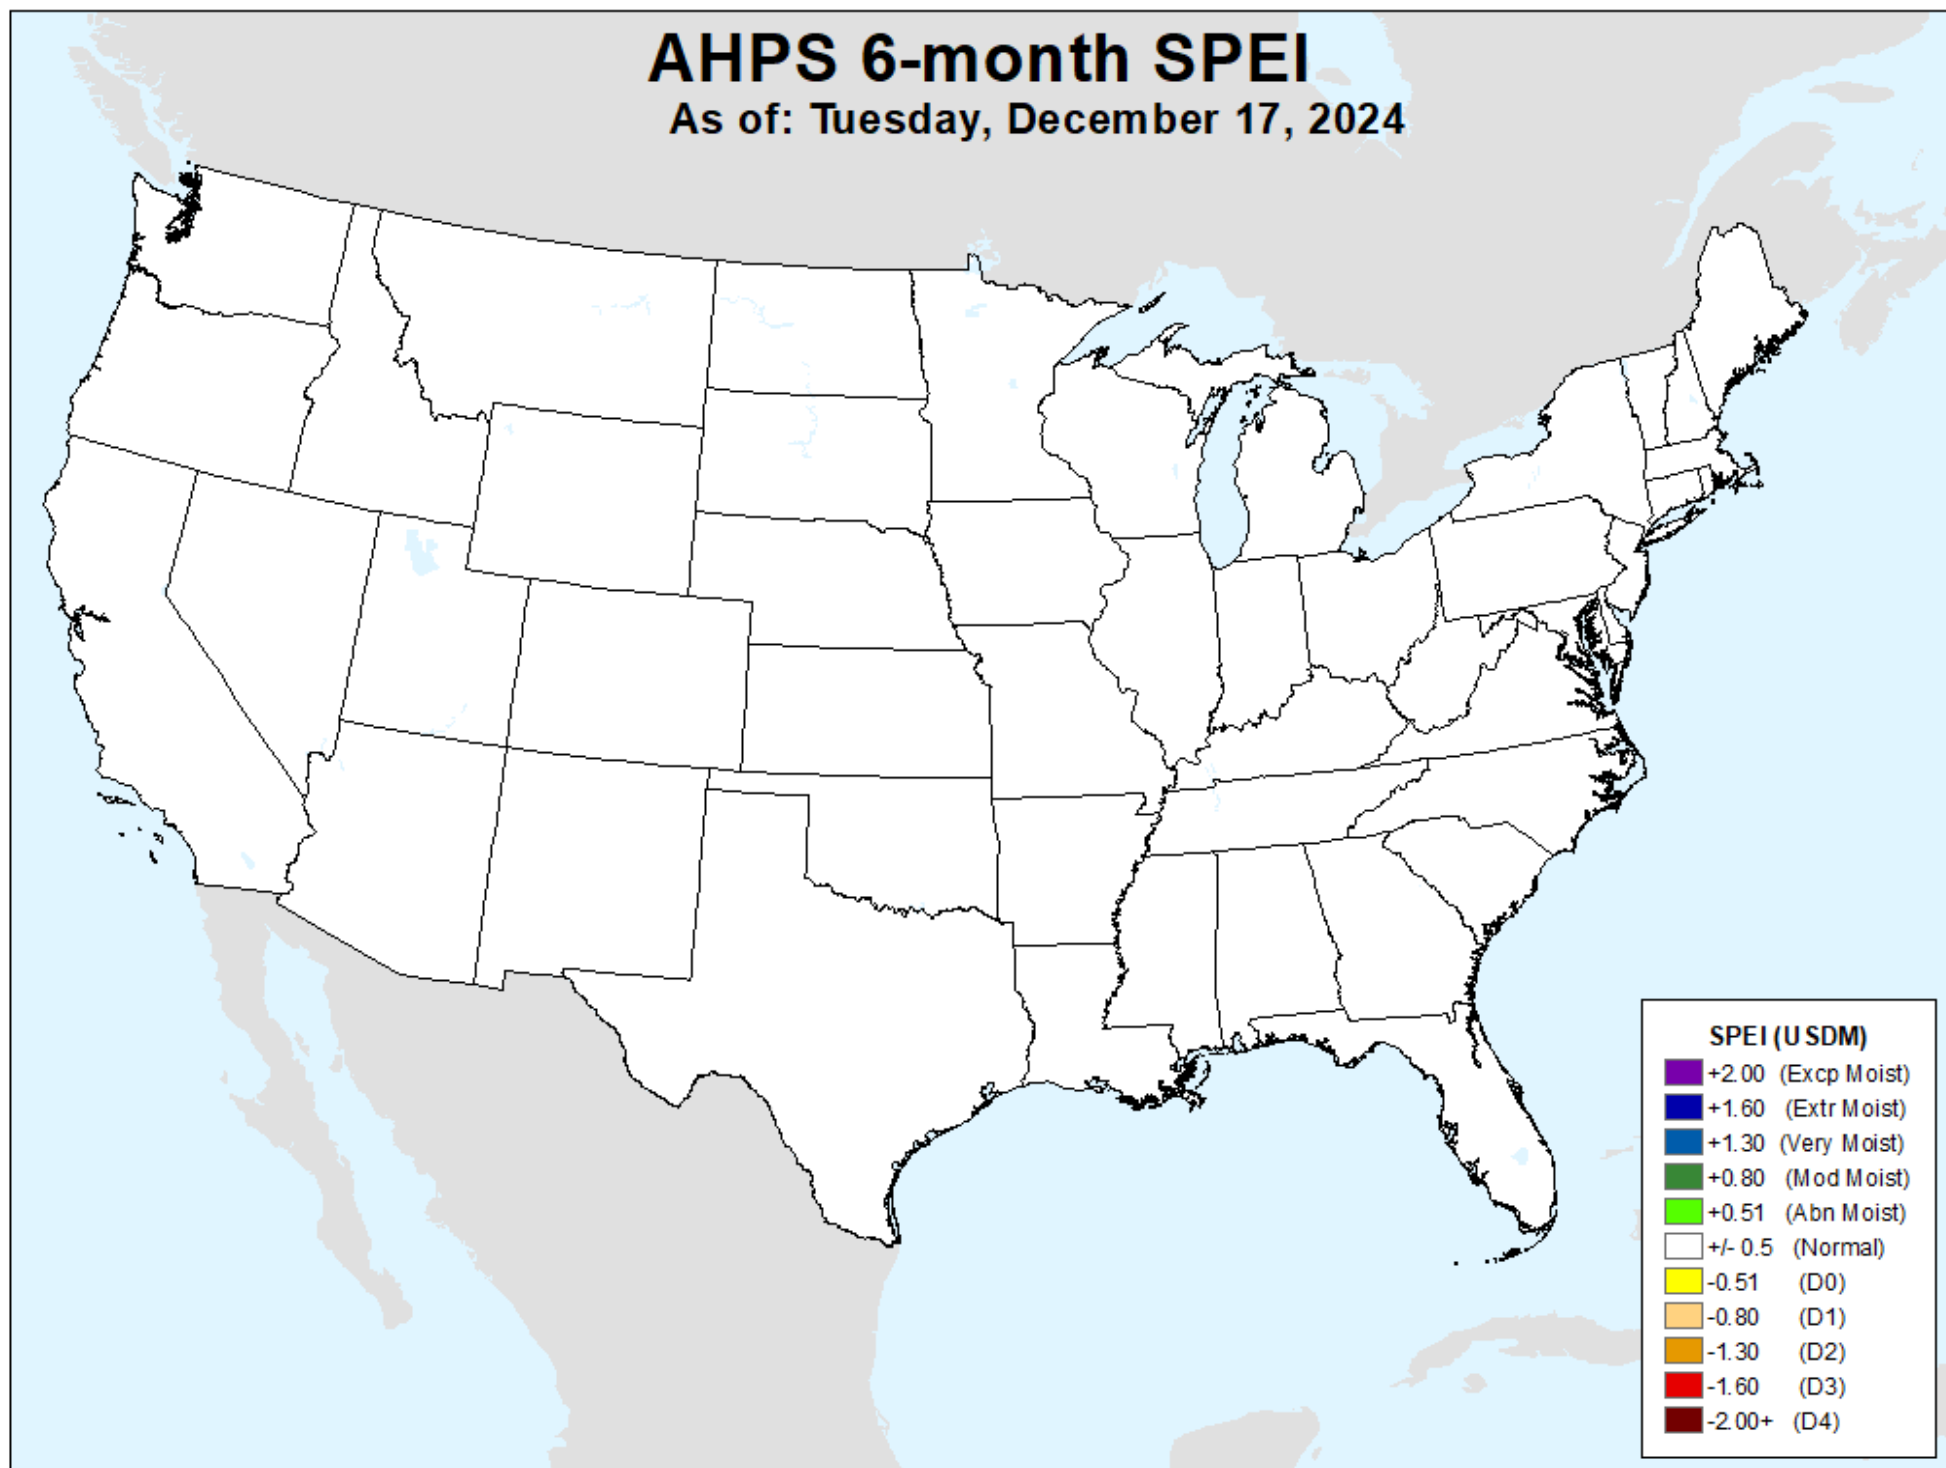 AHPS 6-month SPEI
As of: Tuesday, December 17, 2024
SPEI (USDM)
+2.00 (Excp Moist)
+1.60 (Extr Moist)
+1.30 (Very Moist)
+0.80 (Mod Moist)
+0.51 (Abn Moist)
+/- 0.5 (Normal)
-0.51 (D0)
-0.80 (D1)
-1.30 (D2)
-1.60 (D3)
-2.00+ (D4)